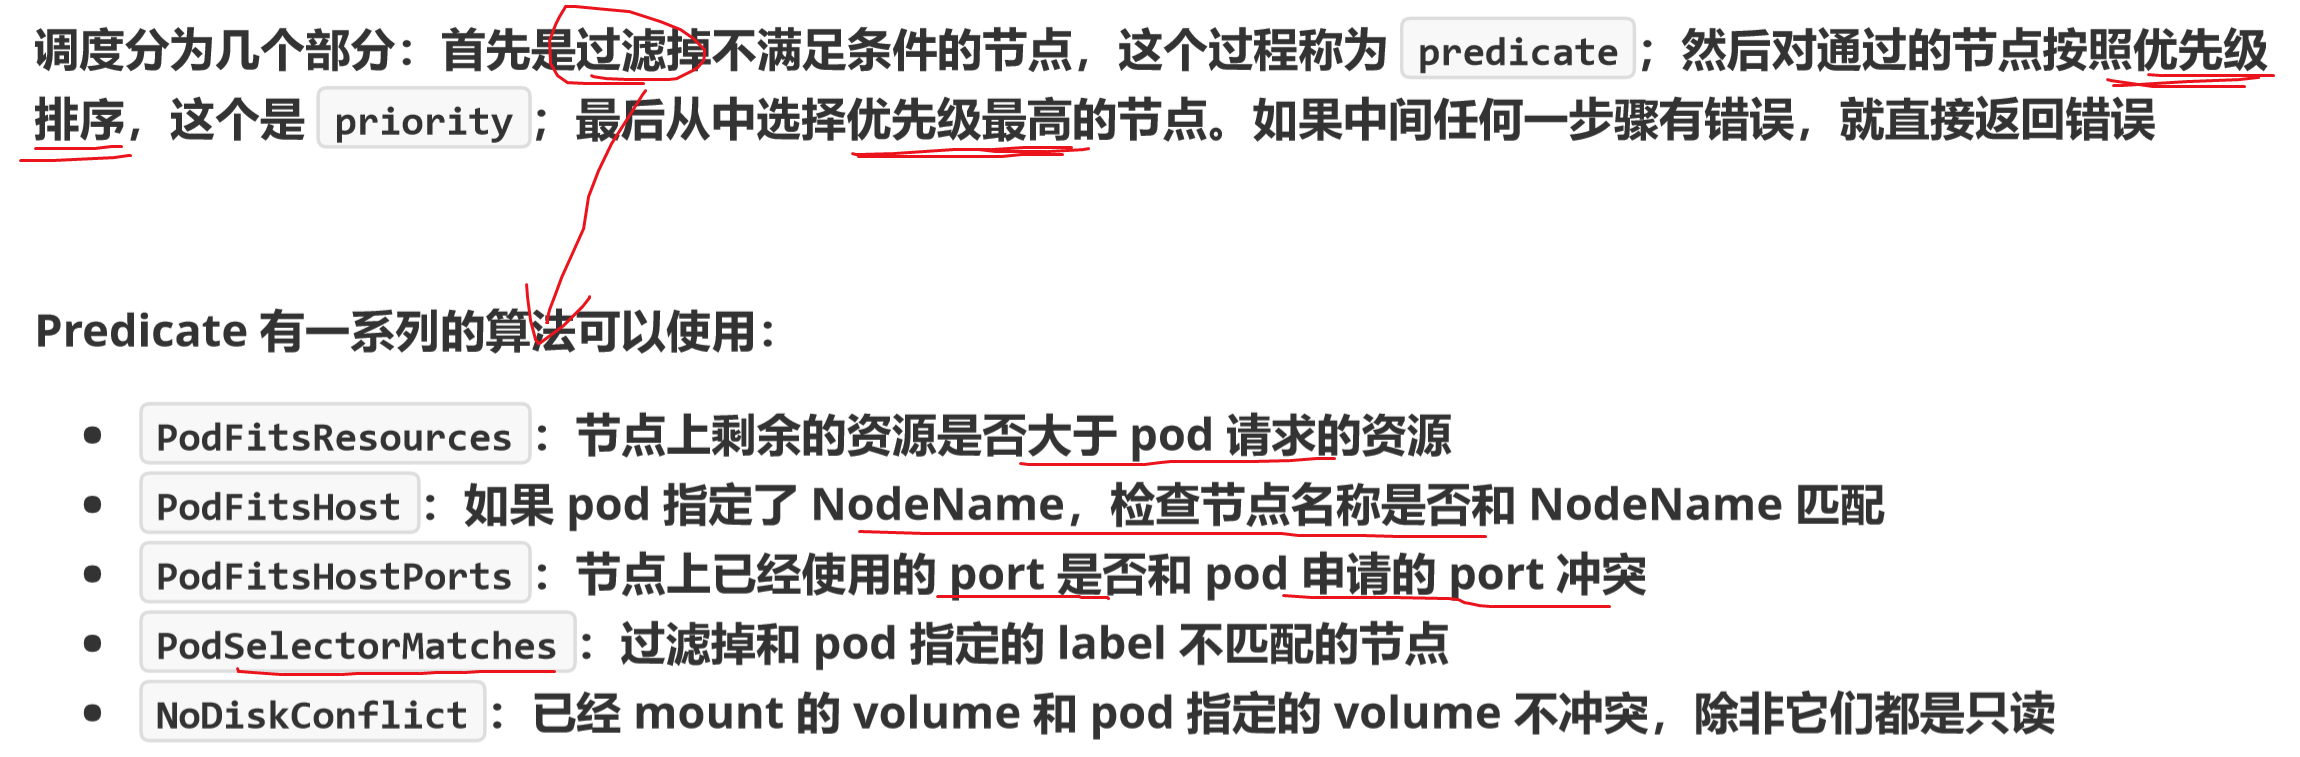 调度分为几个部分：首先是过滤掉不满足条件的节点，这个过程称为 predicate；然后对通过的节点按照优先级
排序，这个是 priority；最后从中选择优先级最高的节点。如果中间任何一步骤有错误，就直接返回错误
Predicate 有一系列的算法可以使用：
• PodFitsResources：节点上剩余的资源是否大于 pod 请求的资源
• PodFitsHost：如果 pod 指定了 NodeName，检查节点名称是否和 NodeName 匹配
• PodFitsHostPorts：节点上已经使用的 port 是否和 pod 申请的 port 冲突
• PodSelectorMatches：过滤掉和 pod 指定的 label 不匹配的节点
• NoDiskConflict：已经 mount 的 volume 和 pod 指定的 volume 不冲突，除非它们都是只读